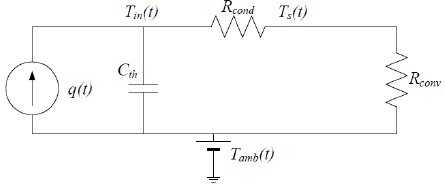 T_in(t)
R_cond
T_s(t)
C_th
q(t)
R_conv
T_amb(t)